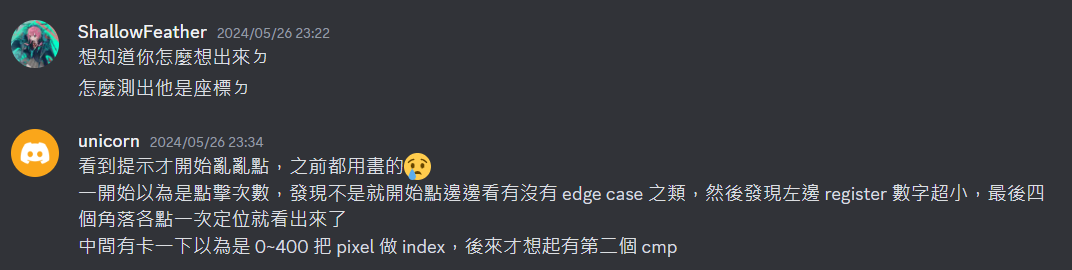 ShallowFeather 2024/05/26 23:22
想知道你怎麼想出來ㄉ
怎麼測出他是座標ㄉ
unicorn 2024/05/26 23:34
看到提示才開始亂亂點，之前都用畫的😢
一開始以為是點擊次數，發現不是就開始點邊邊看有沒有 edge case 之類，然後發現左邊 register 數字超小，最後四
個角落各點一次定位就看出來了
中間有卡一下以為是 0~400 把 pixel 做 index，後來才想起有第二個 cmp